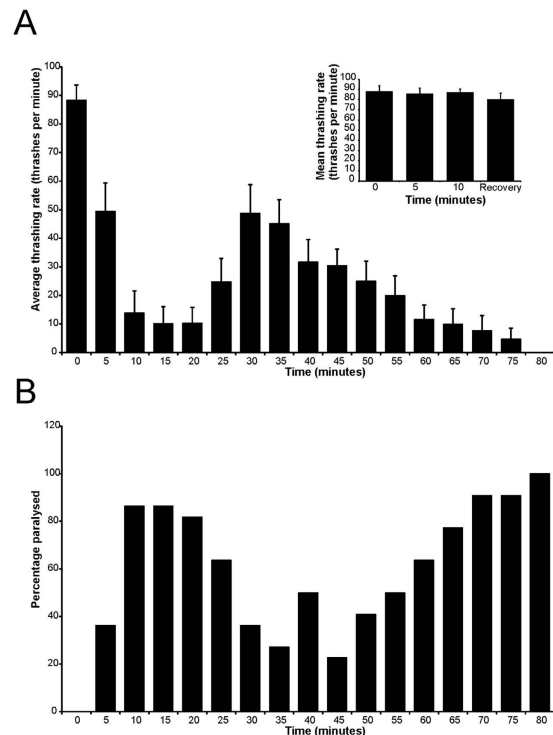 A
Average thrashing rate (thrashes per minute)
100
90
80
70
60
50
40
30
20
10
0
0 5 10 15 20 25 30 35 40 45 50 55 60 65 70 75 80
Time (minutes)
Mean thrashing rate
(thrashes per minute)
100
90
80
70
60
50
40
30
20
10
0
0 5 10 Recovery
Time (minutes)
B
Percentage paralysed
120
100
80
60
40
20
0
0 5 10 15 20 25 30 35 40 45 50 55 60 65 70 75 80
Time (minutes)